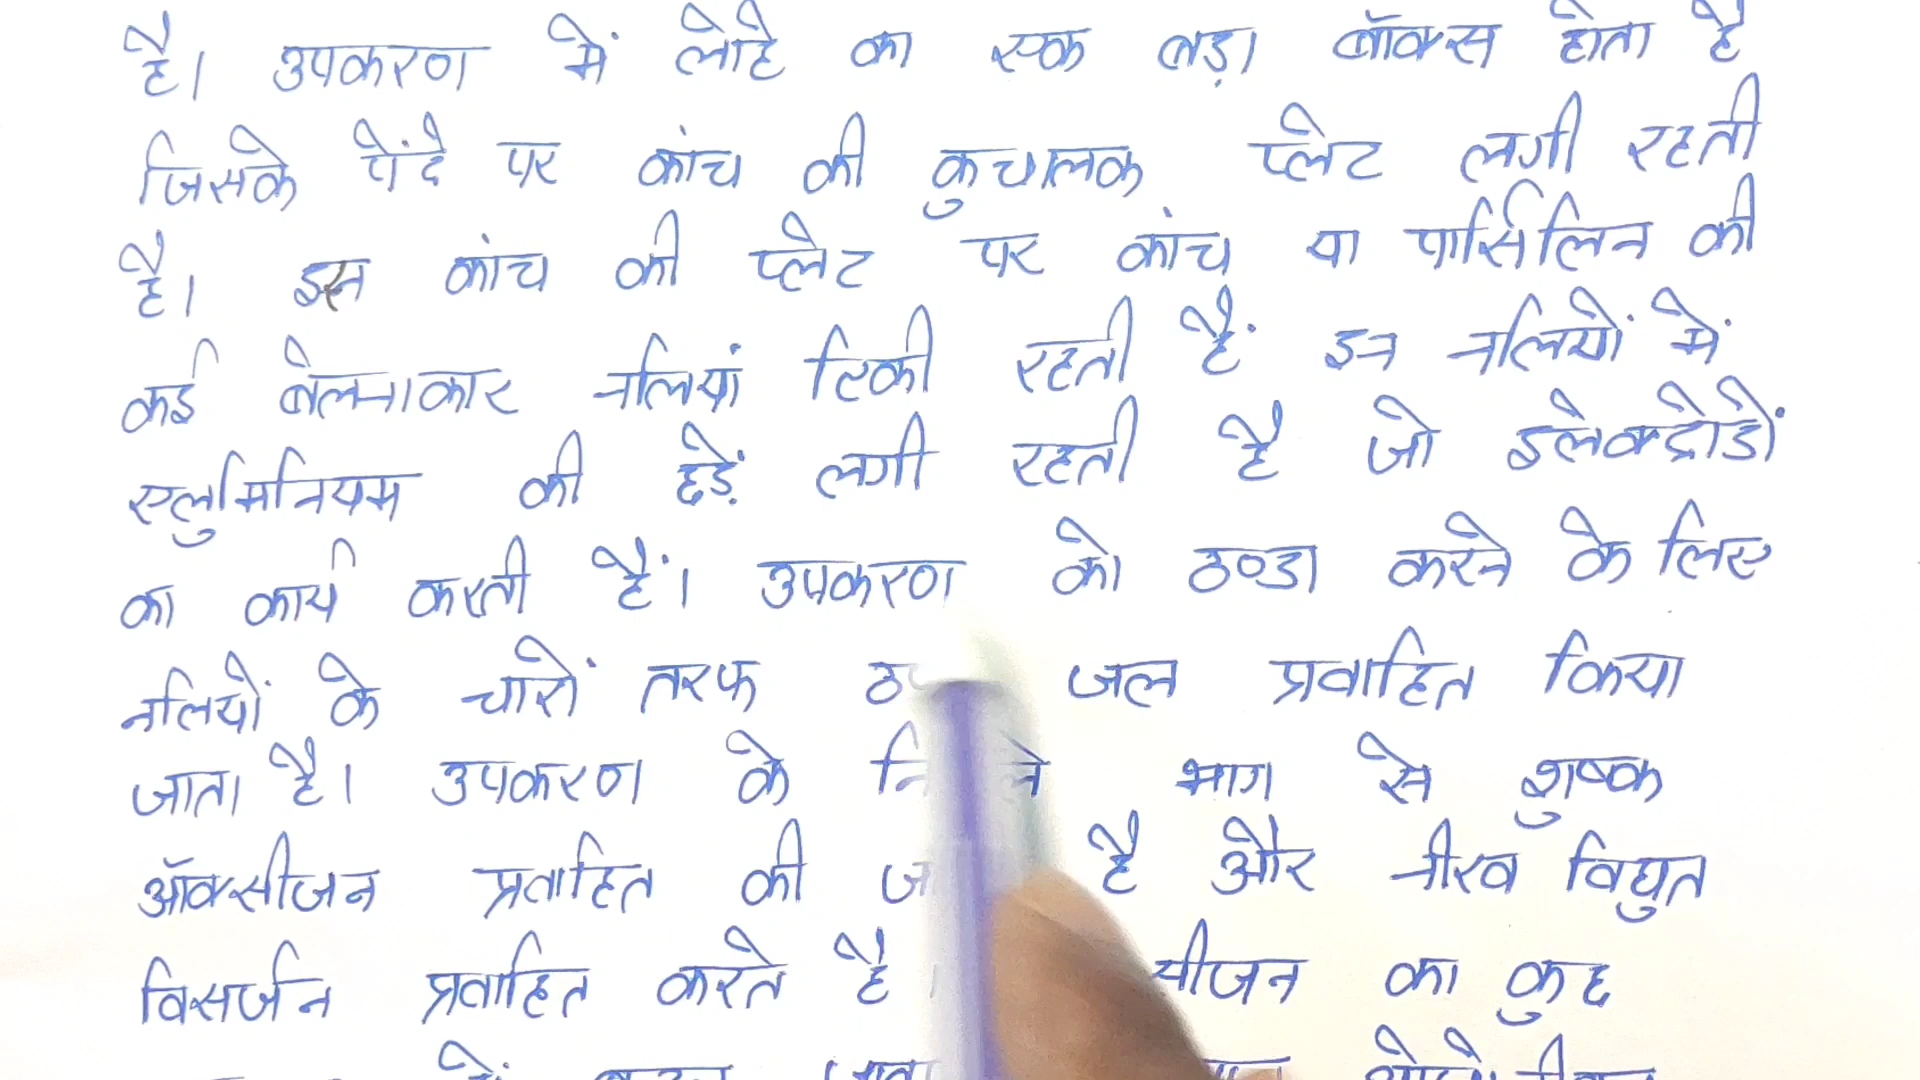 है। उपकरण में लोहे का एक बड़ा बॉक्स होता है
जिसके पेंदे पर कांच की कुचालक प्लेट लगी रहती
है। इस कांच की प्लेट पर कांच या पार्सिलिन की
कई बेलनाकार नलियां टिकी रहती हैं इन नलियों में
एलुमिनियम की छड़ें लगी रहती है जो इलेक्ट्रोडों
का कार्य करती हैं। उपकरण को ठण्डा करने के लिए
नलियों के चारों तरफ जल प्रवाहित किया
जाता है। उपकरण के भाग से शुष्क
ऑक्सीजन प्रवाहित की है और नीरव विद्युत
विसर्जन प्रवाहित करते है। का कुछ